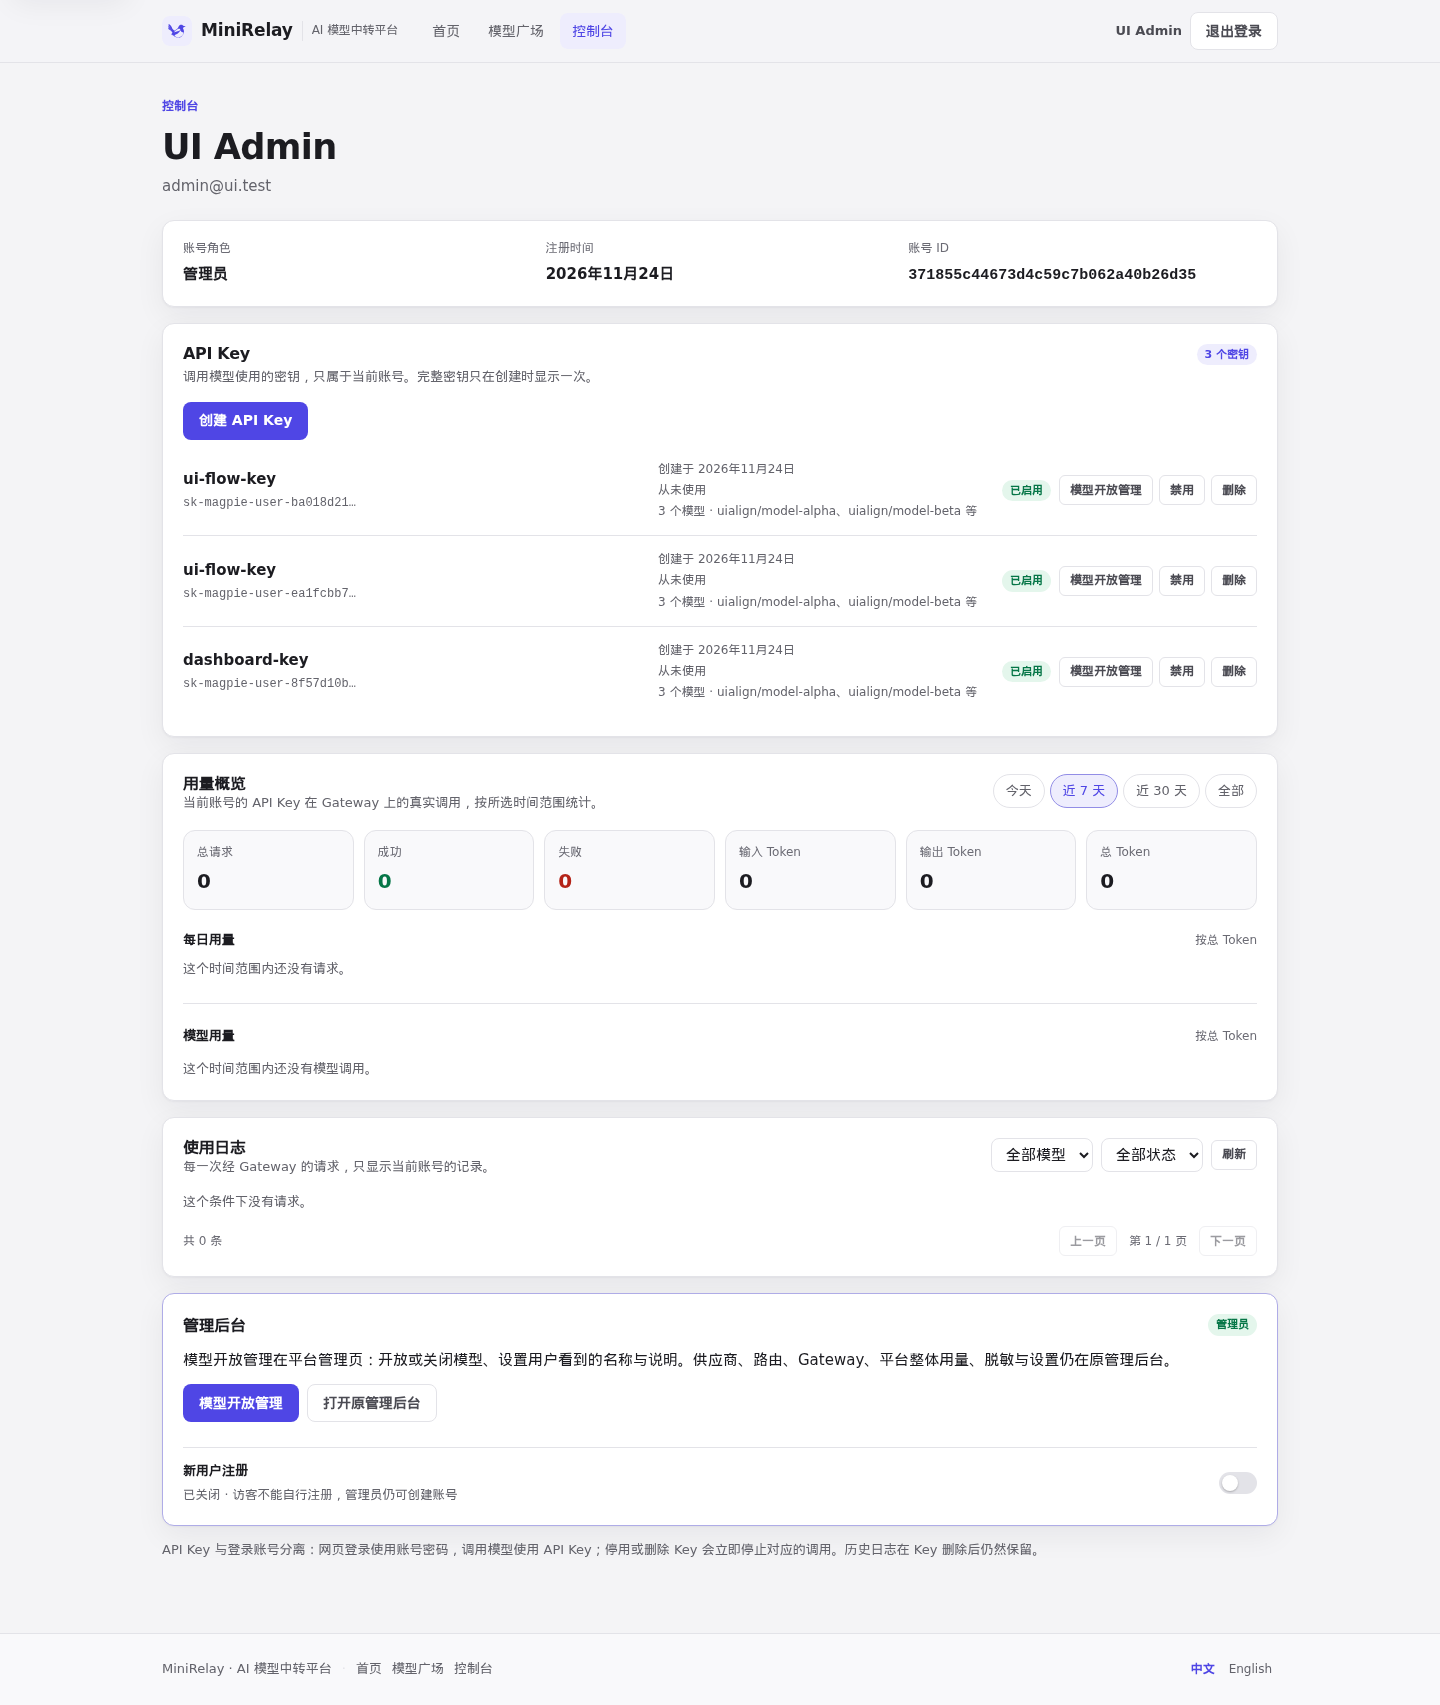 MiniRelay AI 模型中转平台 首页 模型广场 控制台 UI Admin 退出登录
控制台
UI Admin
admin@ui.test
账号角色 注册时间 账号 ID
管理员 2026年11月24日 371855c44673d4c59c7b062a40b26d35
API Key 3 个密钥
调用模型使用的密钥，只属于当前账号。完整密钥只在创建时显示一次。
创建 API Key
ui-flow-key
sk-magpie-user-ba018d21…
创建于 2026年11月24日
从未使用
3 个模型 · uialign/model-alpha、uialign/model-beta 等
已启用 模型开放管理 禁用 删除
ui-flow-key
sk-magpie-user-ea1fcbb7…
创建于 2026年11月24日
从未使用
3 个模型 · uialign/model-alpha、uialign/model-beta 等
已启用 模型开放管理 禁用 删除
dashboard-key
sk-magpie-user-8f57d10b…
创建于 2026年11月24日
从未使用
3 个模型 · uialign/model-alpha、uialign/model-beta 等
已启用 模型开放管理 禁用 删除
用量概览
当前账号的 API Key 在 Gateway 上的真实调用，按所选时间范围统计。
今天 近 7 天 近 30 天 全部
总请求 成功 失败 输入 Token 输出 Token 总 Token
0 0 0 0 0 0
每日用量 按总 Token
这个时间范围内还没有请求。
模型用量 按总 Token
这个时间范围内还没有模型调用。
使用日志
每一次经 Gateway 的请求，只显示当前账号的记录。
全部模型 全部状态 刷新
这个条件下没有请求。
共 0 条 上一页 第 1 / 1 页 下一页
管理后台 管理员
模型开放管理在平台管理页：开放或关闭模型、设置用户看到的名称与说明。供应商、路由、Gateway、平台整体用量、脱敏与设置仍在原管理后台。
模型开放管理 打开原管理后台
新用户注册
已关闭 · 访客不能自行注册，管理员仍可创建账号
API Key 与登录账号分离：网页登录使用账号密码，调用模型使用 API Key；停用或删除 Key 会立即停止对应的调用。历史日志在 Key 删除后仍然保留。
MiniRelay · AI 模型中转平台 · 首页 模型广场 控制台 中文 English